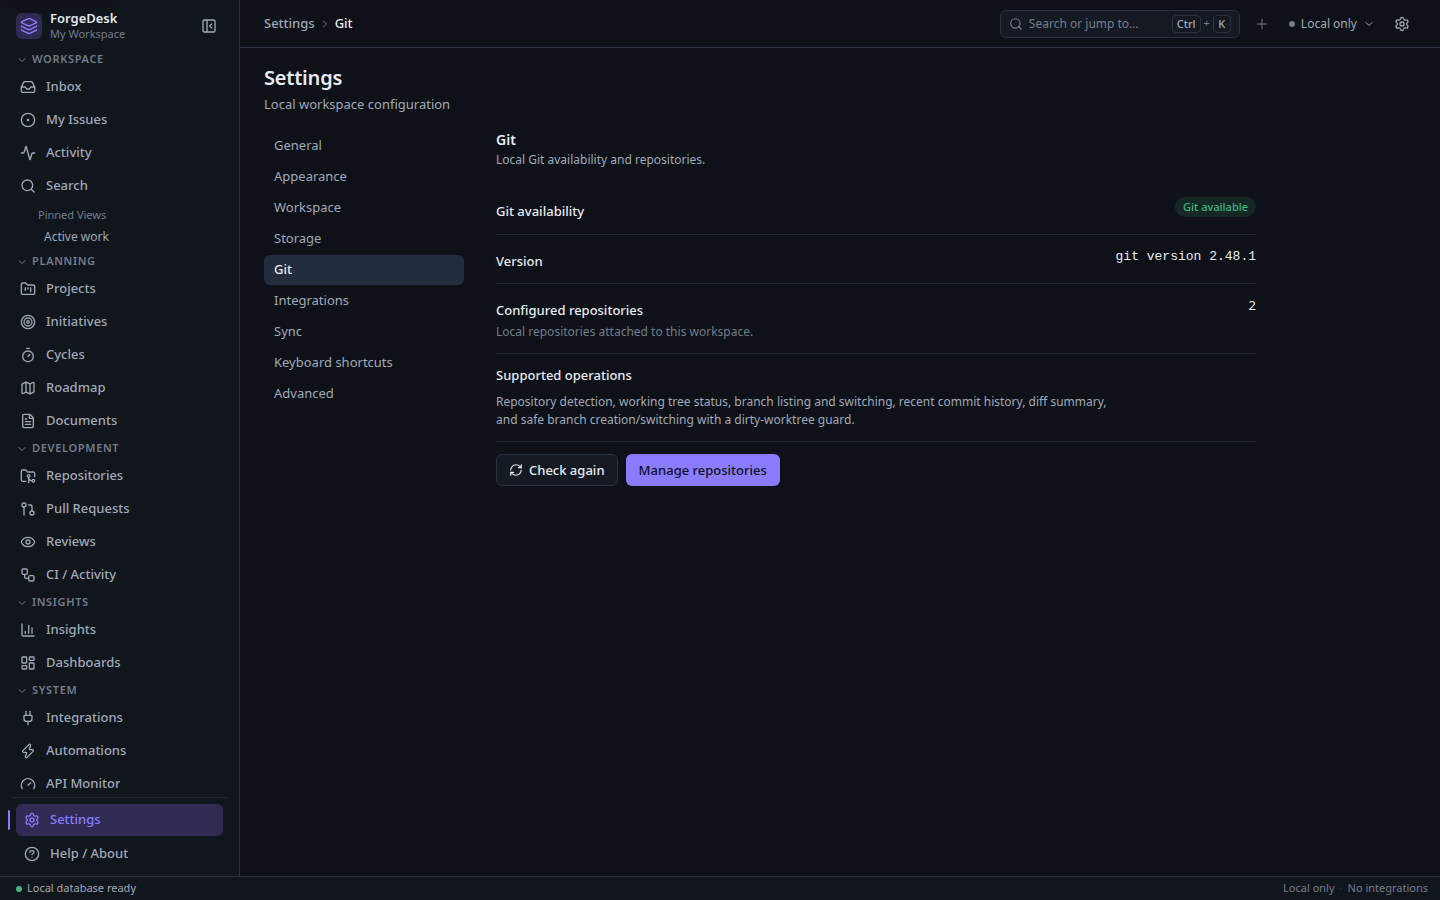 ForgeDesk
My Workspace
WORKSPACE
Inbox
My Issues
Activity
Search
Pinned Views
Active work
PLANNING
Projects
Initiatives
Cycles
Roadmap
Documents
DEVELOPMENT
Repositories
Pull Requests
Reviews
CI / Activity
INSIGHTS
Insights
Dashboards
SYSTEM
Integrations
Automations
API Monitor
Settings
Help / About
Settings > Git
Search or jump to... Ctrl + K
Local only
Settings
Local workspace configuration
General
Appearance
Workspace
Storage
Git
Integrations
Sync
Keyboard shortcuts
Advanced
Git
Local Git availability and repositories.
Git availability
Git available
Version
git version 2.48.1
Configured repositories
2
Local repositories attached to this workspace.
Supported operations
Repository detection, working tree status, branch listing and switching, recent commit history, diff summary,
and safe branch creation/switching with a dirty-worktree guard.
Check again
Manage repositories
Local database ready
Local only · No integrations